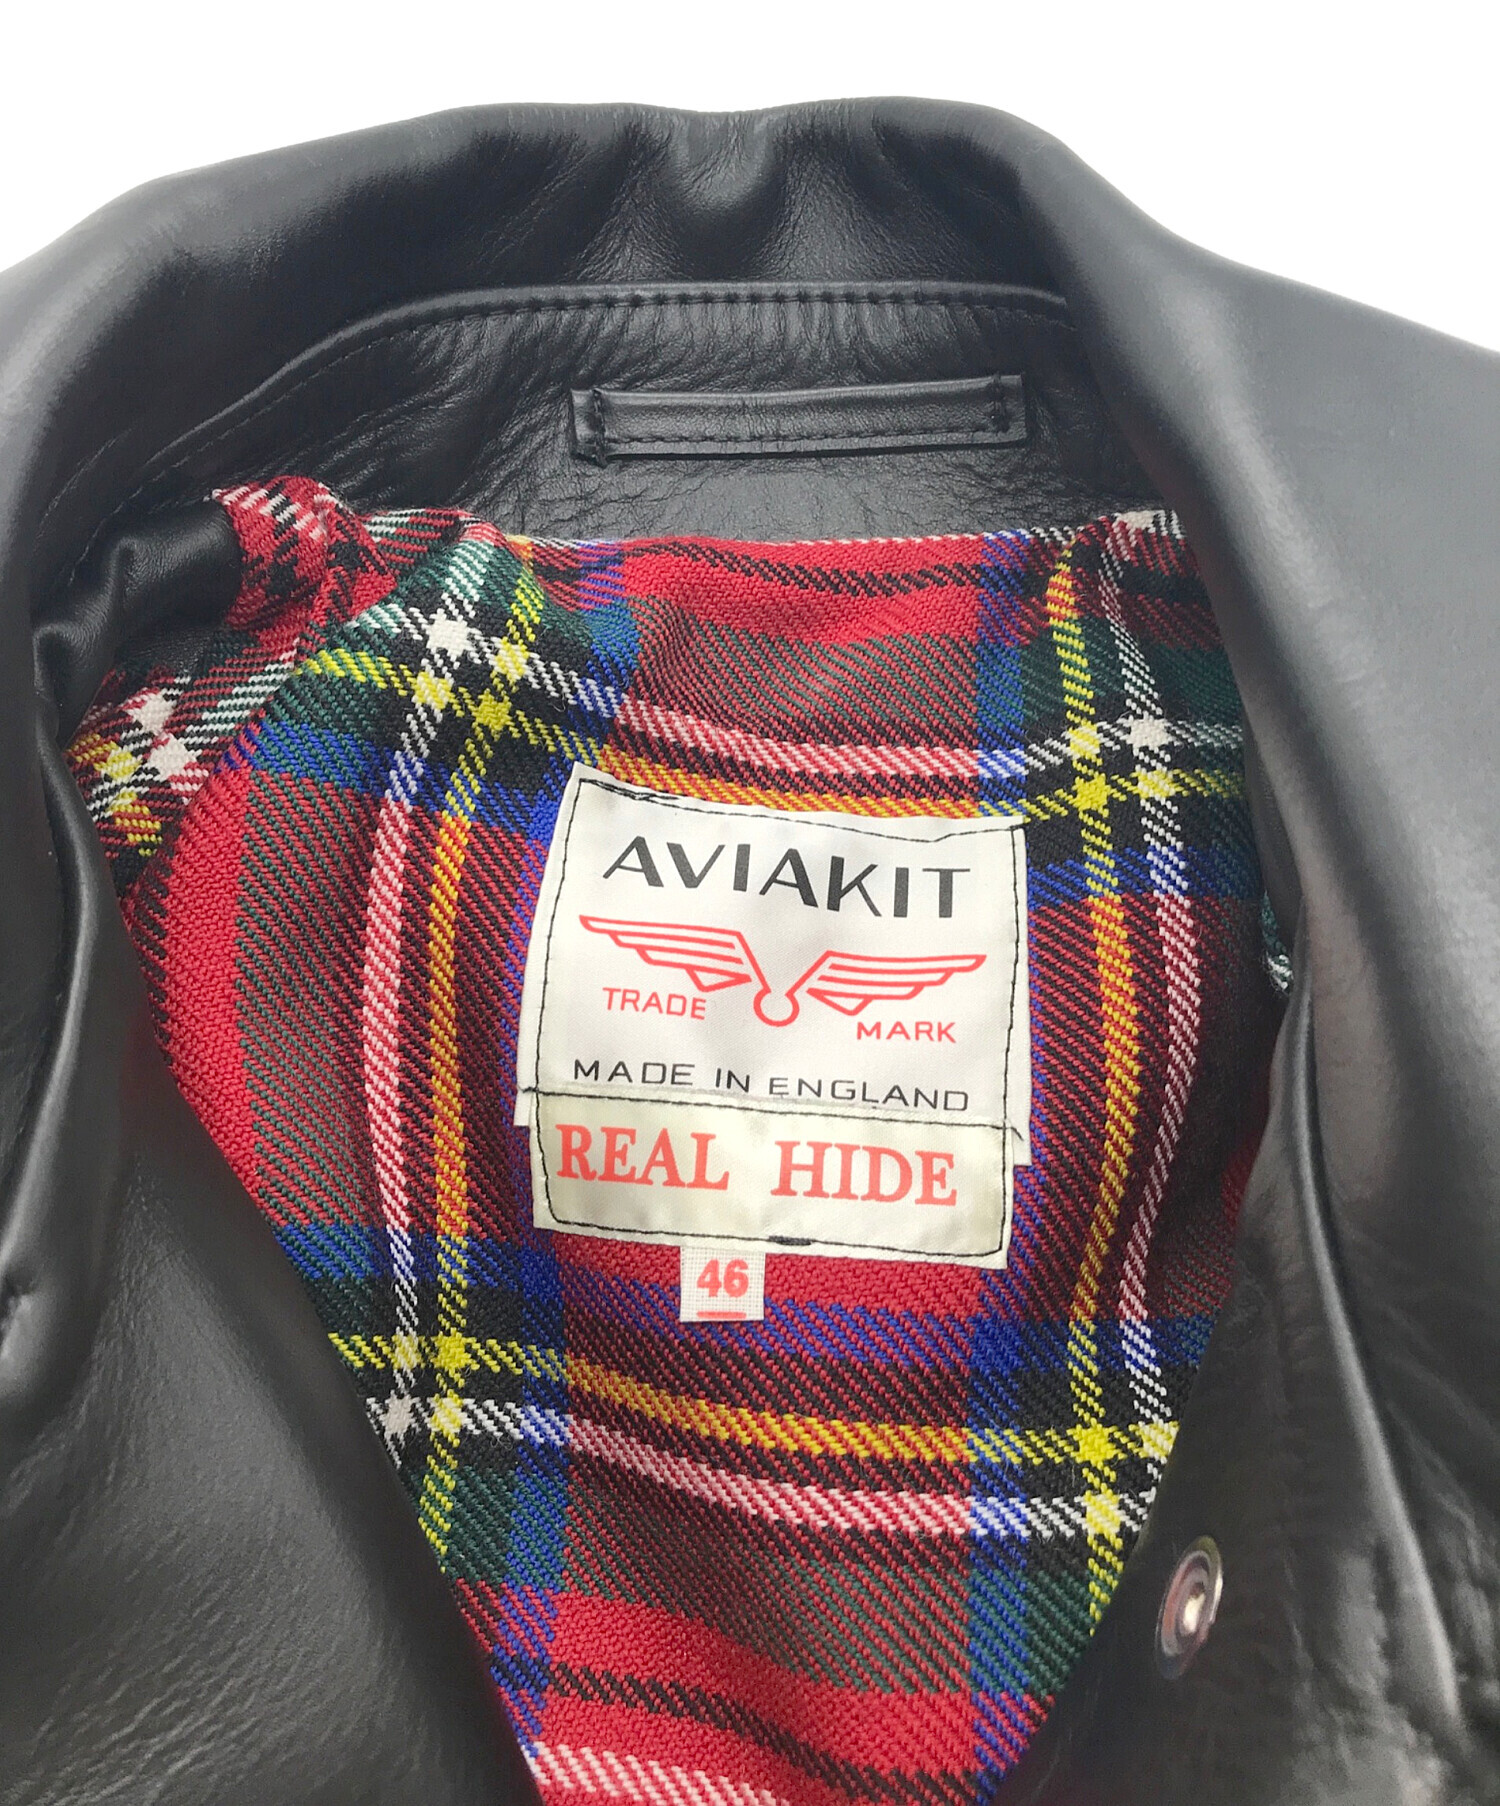 AVIAKIT
TRADE MARK
MADE IN ENGLAND
REAL HIDE
46